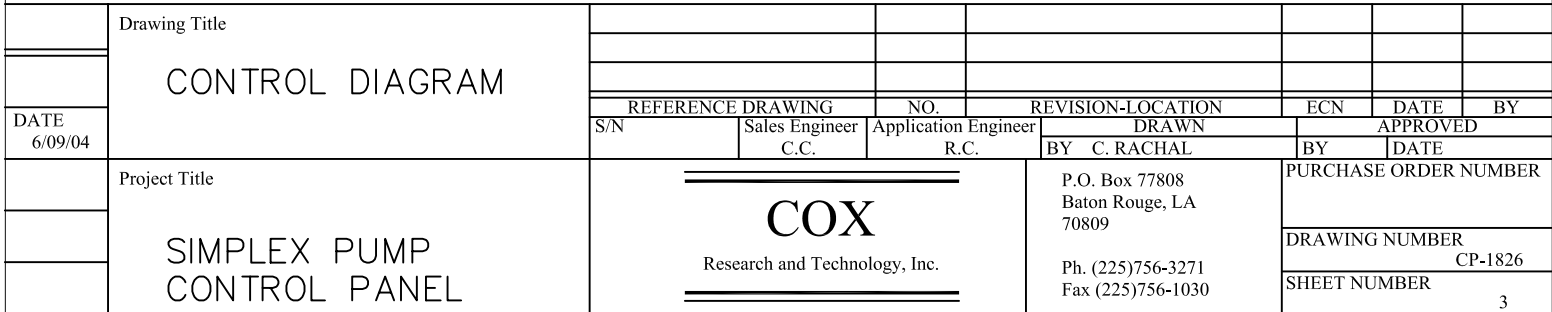 Drawing Title
CONTROL DIAGRAM
DATE
6/09/04
REFERENCE DRAWING NO. REVISION-LOCATION ECN DATE BY
S/N Sales Engineer Application Engineer DRAWN APPROVED
C.C. R.C. BY C. RACHAL BY DATE
Project Title
SIMPLEX PUMP
CONTROL PANEL
COX
Research and Technology, Inc.
P.O. Box 77808
Baton Rouge, LA
70809
Ph. (225)756-3271
Fax (225)756-1030
PURCHASE ORDER NUMBER
DRAWING NUMBER
CP-1826
SHEET NUMBER
3